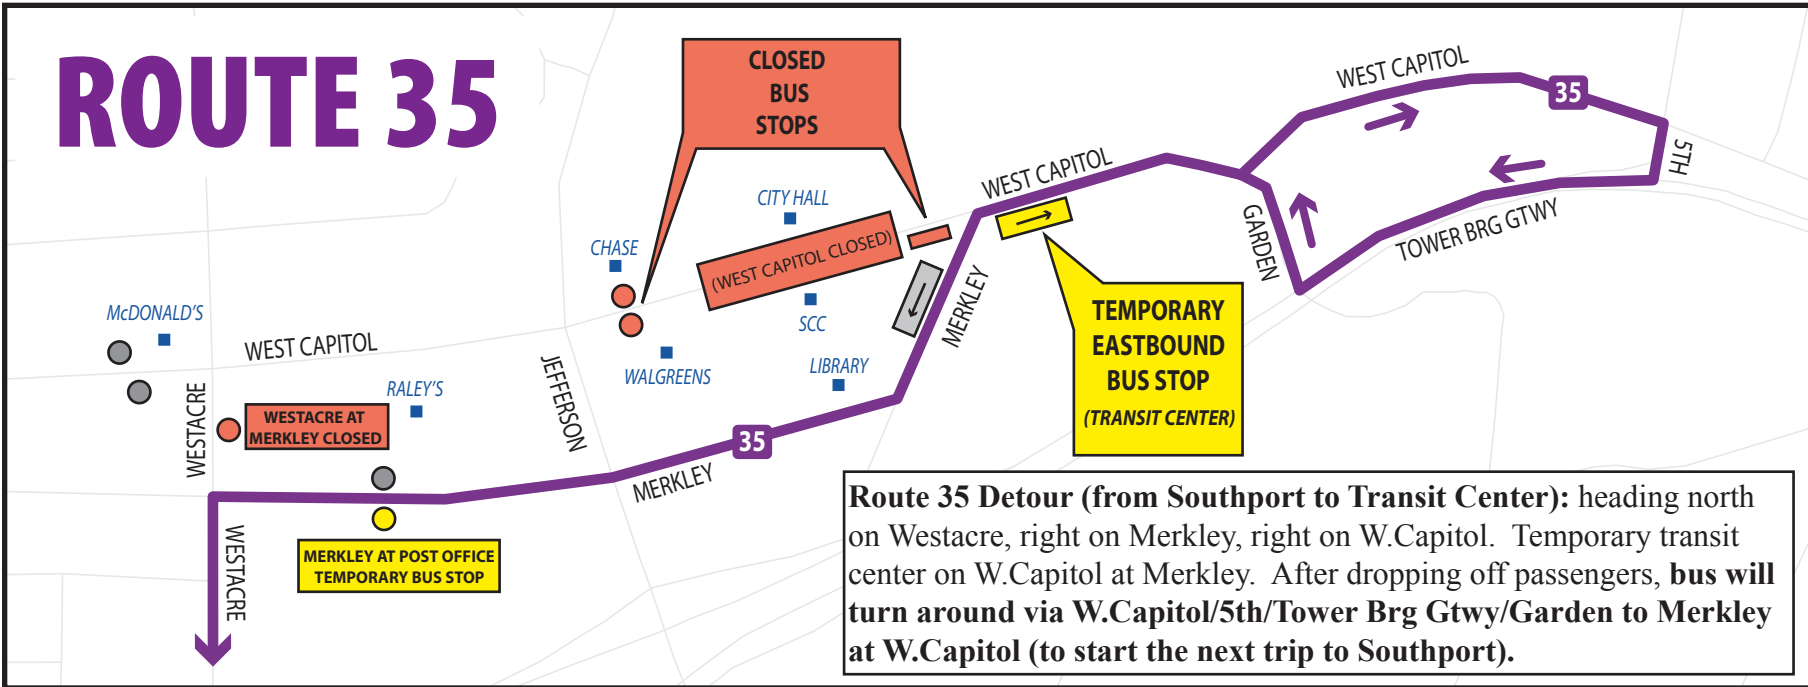 ROUTE 35
CLOSED
BUS
STOPS
WEST CAPITOL
35
5TH
WEST CAPITOL
CITY HALL
GARDEN
TOWER BRG GTWY
CHASE
(WEST CAPITOL CLOSED)
McDONALD'S
SCC
MERKLEY
TEMPORARY
EASTBOUND
BUS STOP
(TRANSIT CENTER)
WEST CAPITOL
JEFFERSON
WALGREENS
LIBRARY
WESTACRE
RALEY'S
WESTACRE AT
MERKLEY CLOSED
35
MERKLEY
WESTACRE
MERKLEY AT POST OFFICE
TEMPORARY BUS STOP
Route 35 Detour (from Southport to Transit Center): heading north
on Westacre, right on Merkley, right on W.Capitol.  Temporary transit
center on W.Capitol at Merkley.  After dropping off passengers, bus will
turn around via W.Capitol/5th/Tower Brg Gtwy/Garden to Merkley
at W.Capitol (to start the next trip to Southport).